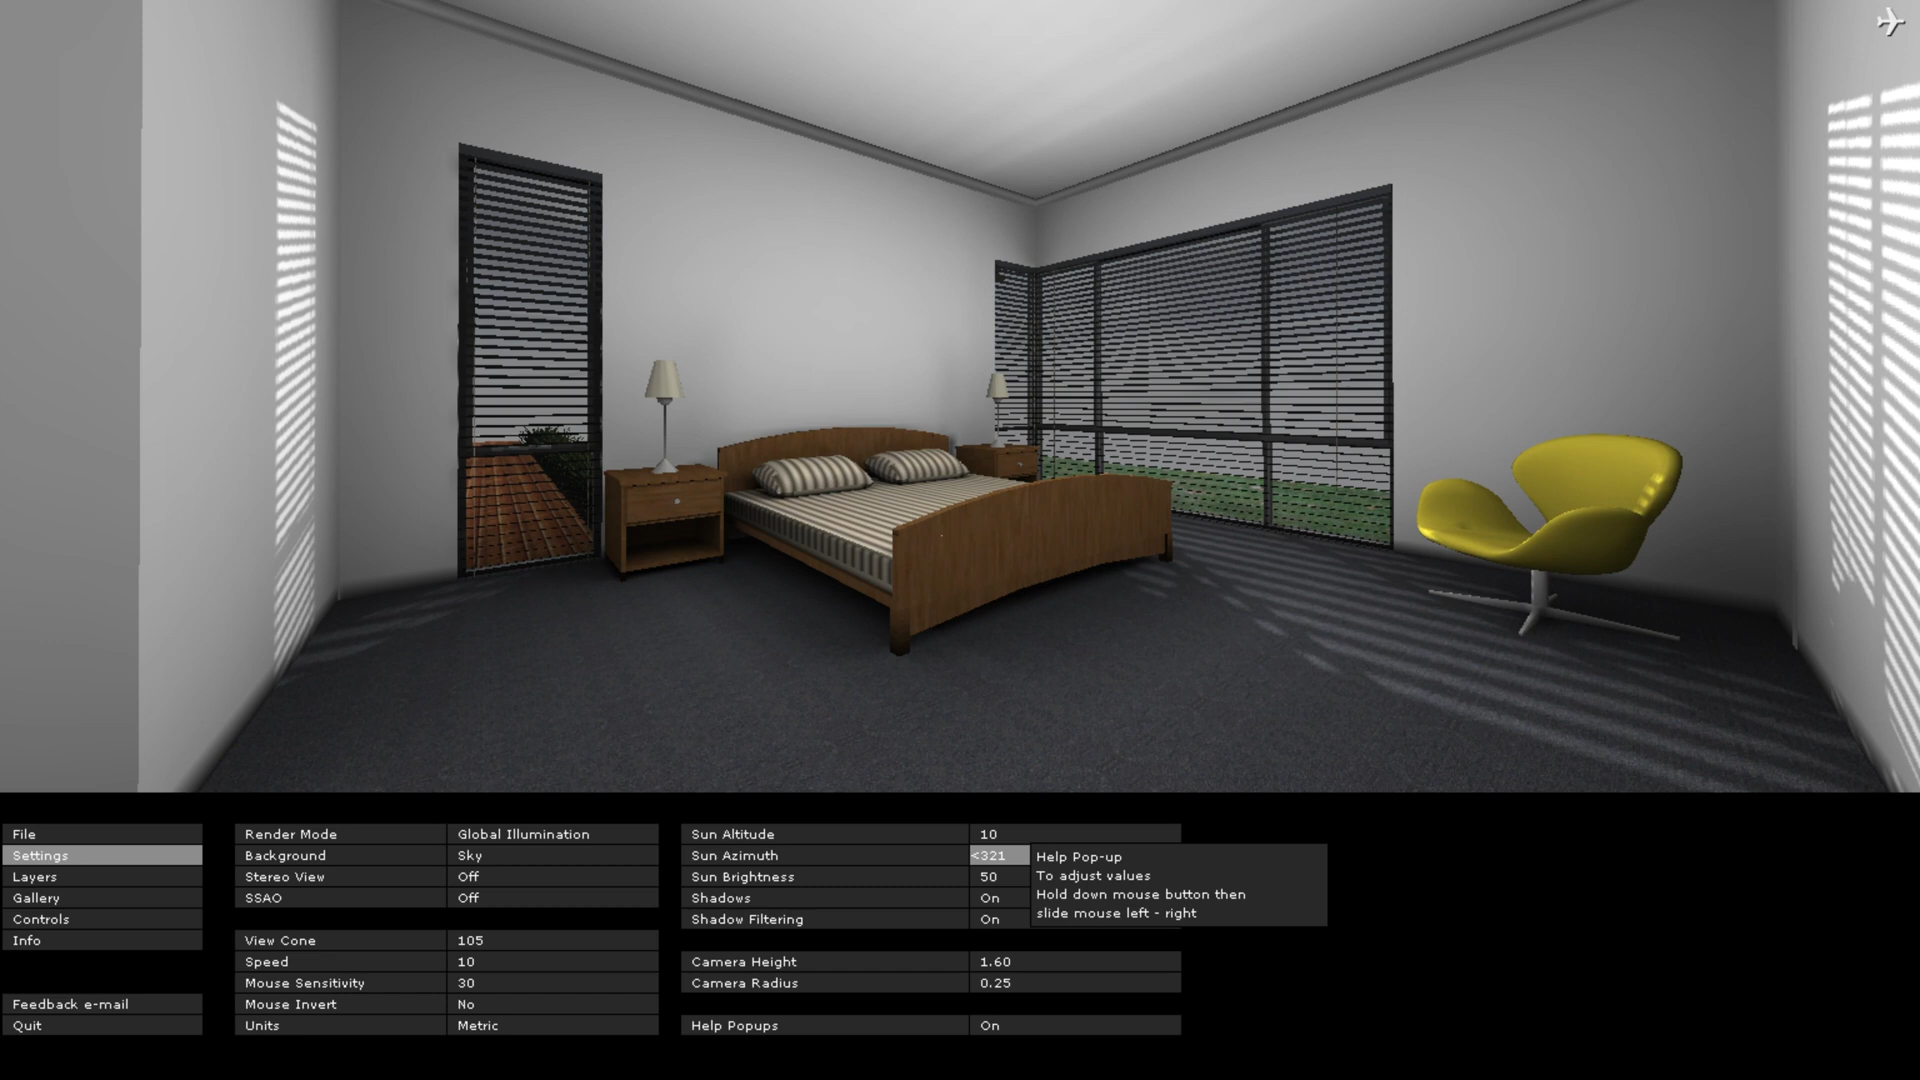 File
Settings
Layers
Gallery
Controls
Info
Feedback e-mail
Quit
Render Mode Global Illumination
Background Sky
Stereo View Off
SSAO Off
View Cone 105
Speed 10
Mouse Sensitivity 30
Mouse Invert No
Units Metric
Sun Altitude 10
Sun Azimuth <321
Sun Brightness 50
Shadows On
Shadow Filtering On
Camera Height 1.60
Camera Radius 0.25
Help Popups On
Help Pop-up
To adjust values
Hold down mouse button then
slide mouse left - right